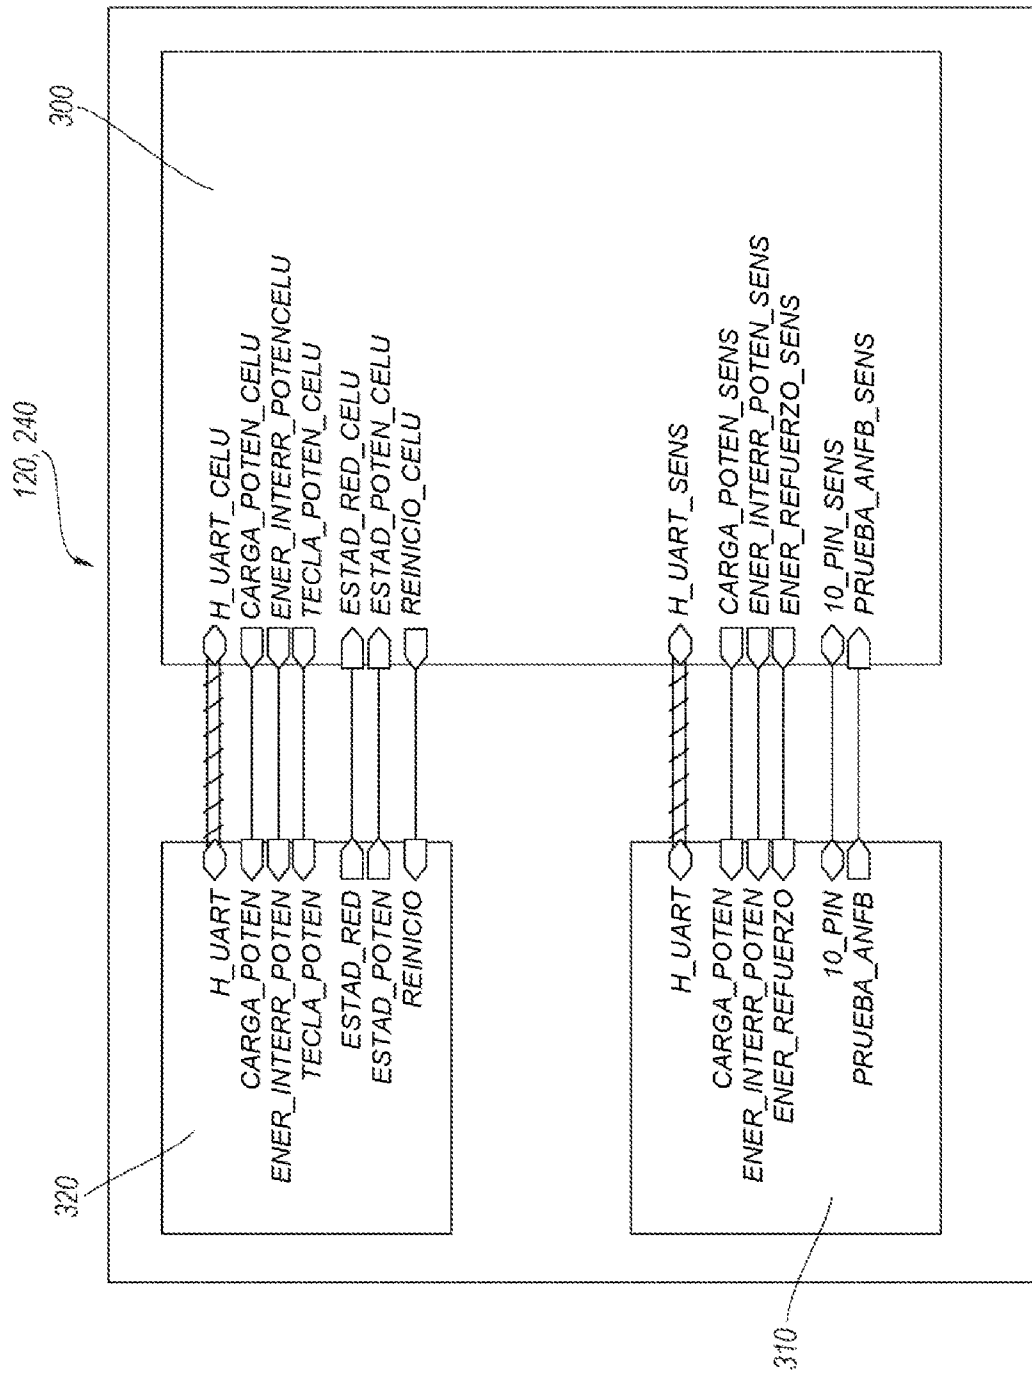 120, 240
300
320
310
H_UART
CARGA_POTEN
ENER_INTERR_POTEN
TECLA_POTEN
ESTAD_RED
ESTAD_POTEN
REINICIO
H_UART_CELU
CARGA_POTEN_CELU
ENER_INTERR_POTENCELU
TECLA_POTEN_CELU
ESTAD_RED_CELU
ESTAD_POTEN_CELU
REINICIO_CELU
H_UART
CARGA_POTEN
ENER_INTERR_POTEN
ENER_REFUERZO
10_PIN
PRUEBA_ANFB
H_UART_SENS
CARGA_POTEN_SENS
ENER_INTERR_POTEN_SENS
ENER_REFUERZO_SENS
10_PIN_SENS
PRUEBA_ANFB_SENS